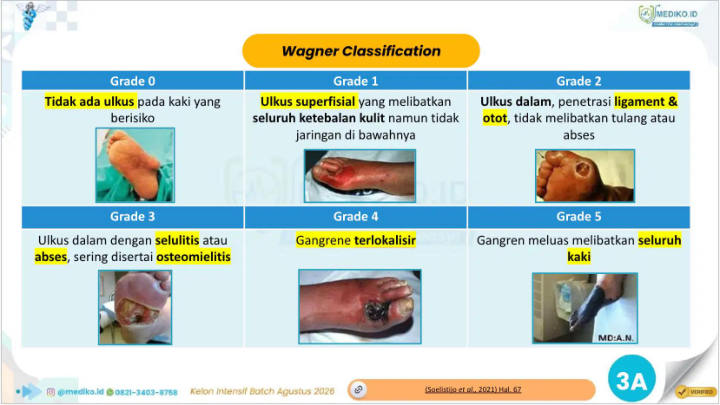 MEDIKO.ID
Wagner Classification
Grade 0
Grade 1
Grade 2
Tidak ada ulkus pada kaki yang
berisiko
Ulkus superfisial yang melibatkan
seluruh ketebalan kulit namun tidak
jaringan di bawahnya
Ulkus dalam, penetrasi ligament &
otot, tidak melibatkan tulang atau
abses
Grade 3
Grade 4
Grade 5
Ulkus dalam dengan selulitis atau
abses, sering disertai osteomielitis
Gangrene terlokalisir
Gangren meluas melibatkan seluruh
kaki
MD:A.N.
@mediko.id 0821-3403-8758
Kelon Intensif Batch Agustus 2026
(Soelistijo et al., 2021) Hal. 67
3A
VERIFIED